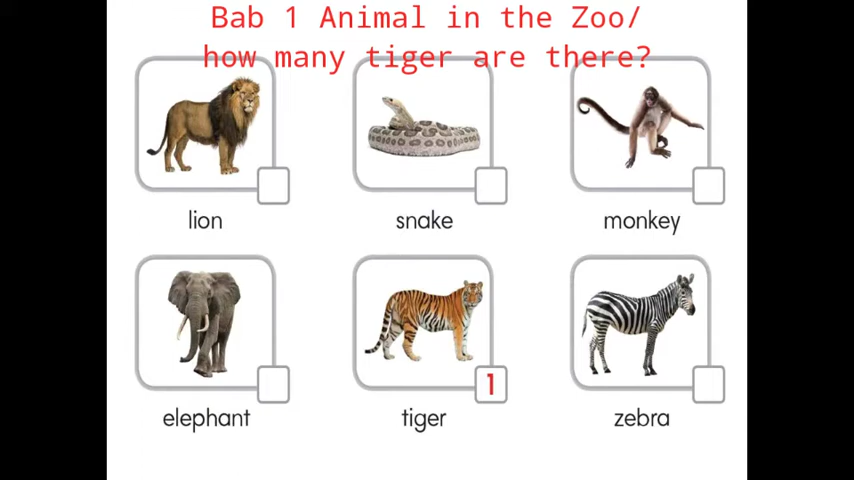 Bab 1 Animal in the Zoo/
how many tiger are there?
lion
snake
monkey
elephant
tiger
1
zebra